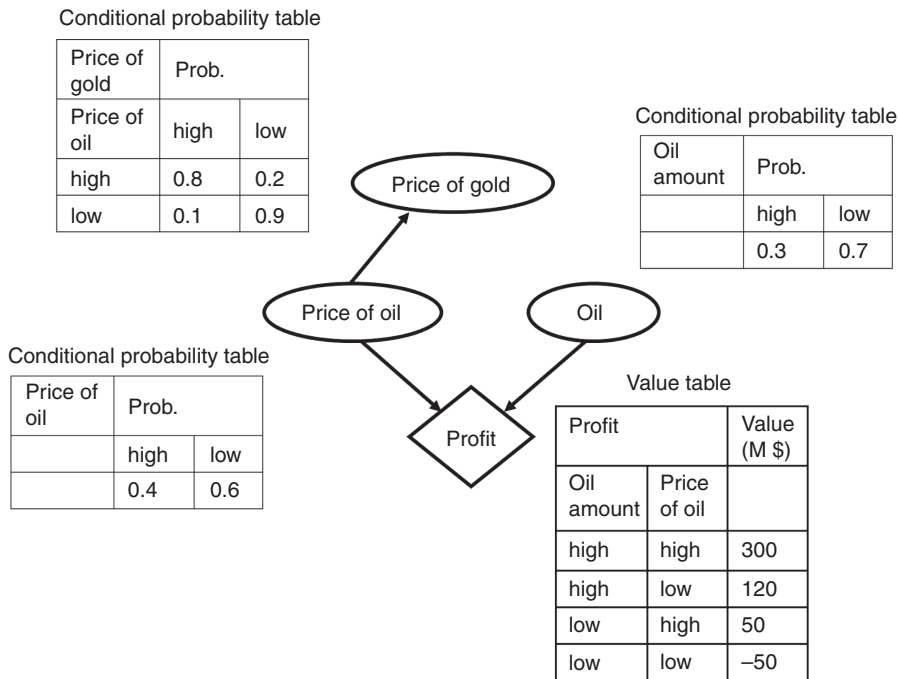 Conditional probability table
Price of
gold
Prob.
Price of
oil
high
low
high
0.8
0.2
low
0.1
0.9
Price of gold
Conditional probability table
Oil
amount
Prob.
high
low
0.3
0.7
Price of oil
Oil
Conditional probability table
Price of
oil
Prob.
high
low
0.4
0.6
Profit
Value table
Profit
Value
(M $)
Oil
amount
Price
of oil
high
high
300
high
low
120
low
high
50
low
low
–50